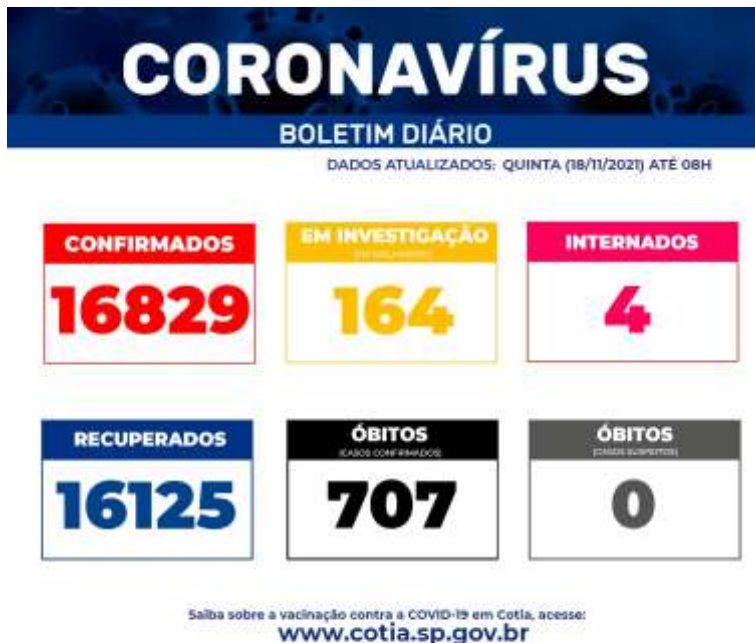 CORONAVÍRUS
BOLETIM DIÁRIO
DADOS ATUALIZADOS: QUINTA (18/11/2021) ATÉ 08H
CONFIRMADOS
16829
EM INVESTIGAÇÃO
164
INTERNADOS
4
RECUPERADOS
16125
ÓBITOS
(CASOS CONFIRMADOS)
707
ÓBITOS
(CASOS SUSPEITOS)
0
Saiba sobre a vacinação contra a COVID-19 em Cotia, acesse:
www.cotia.sp.gov.br